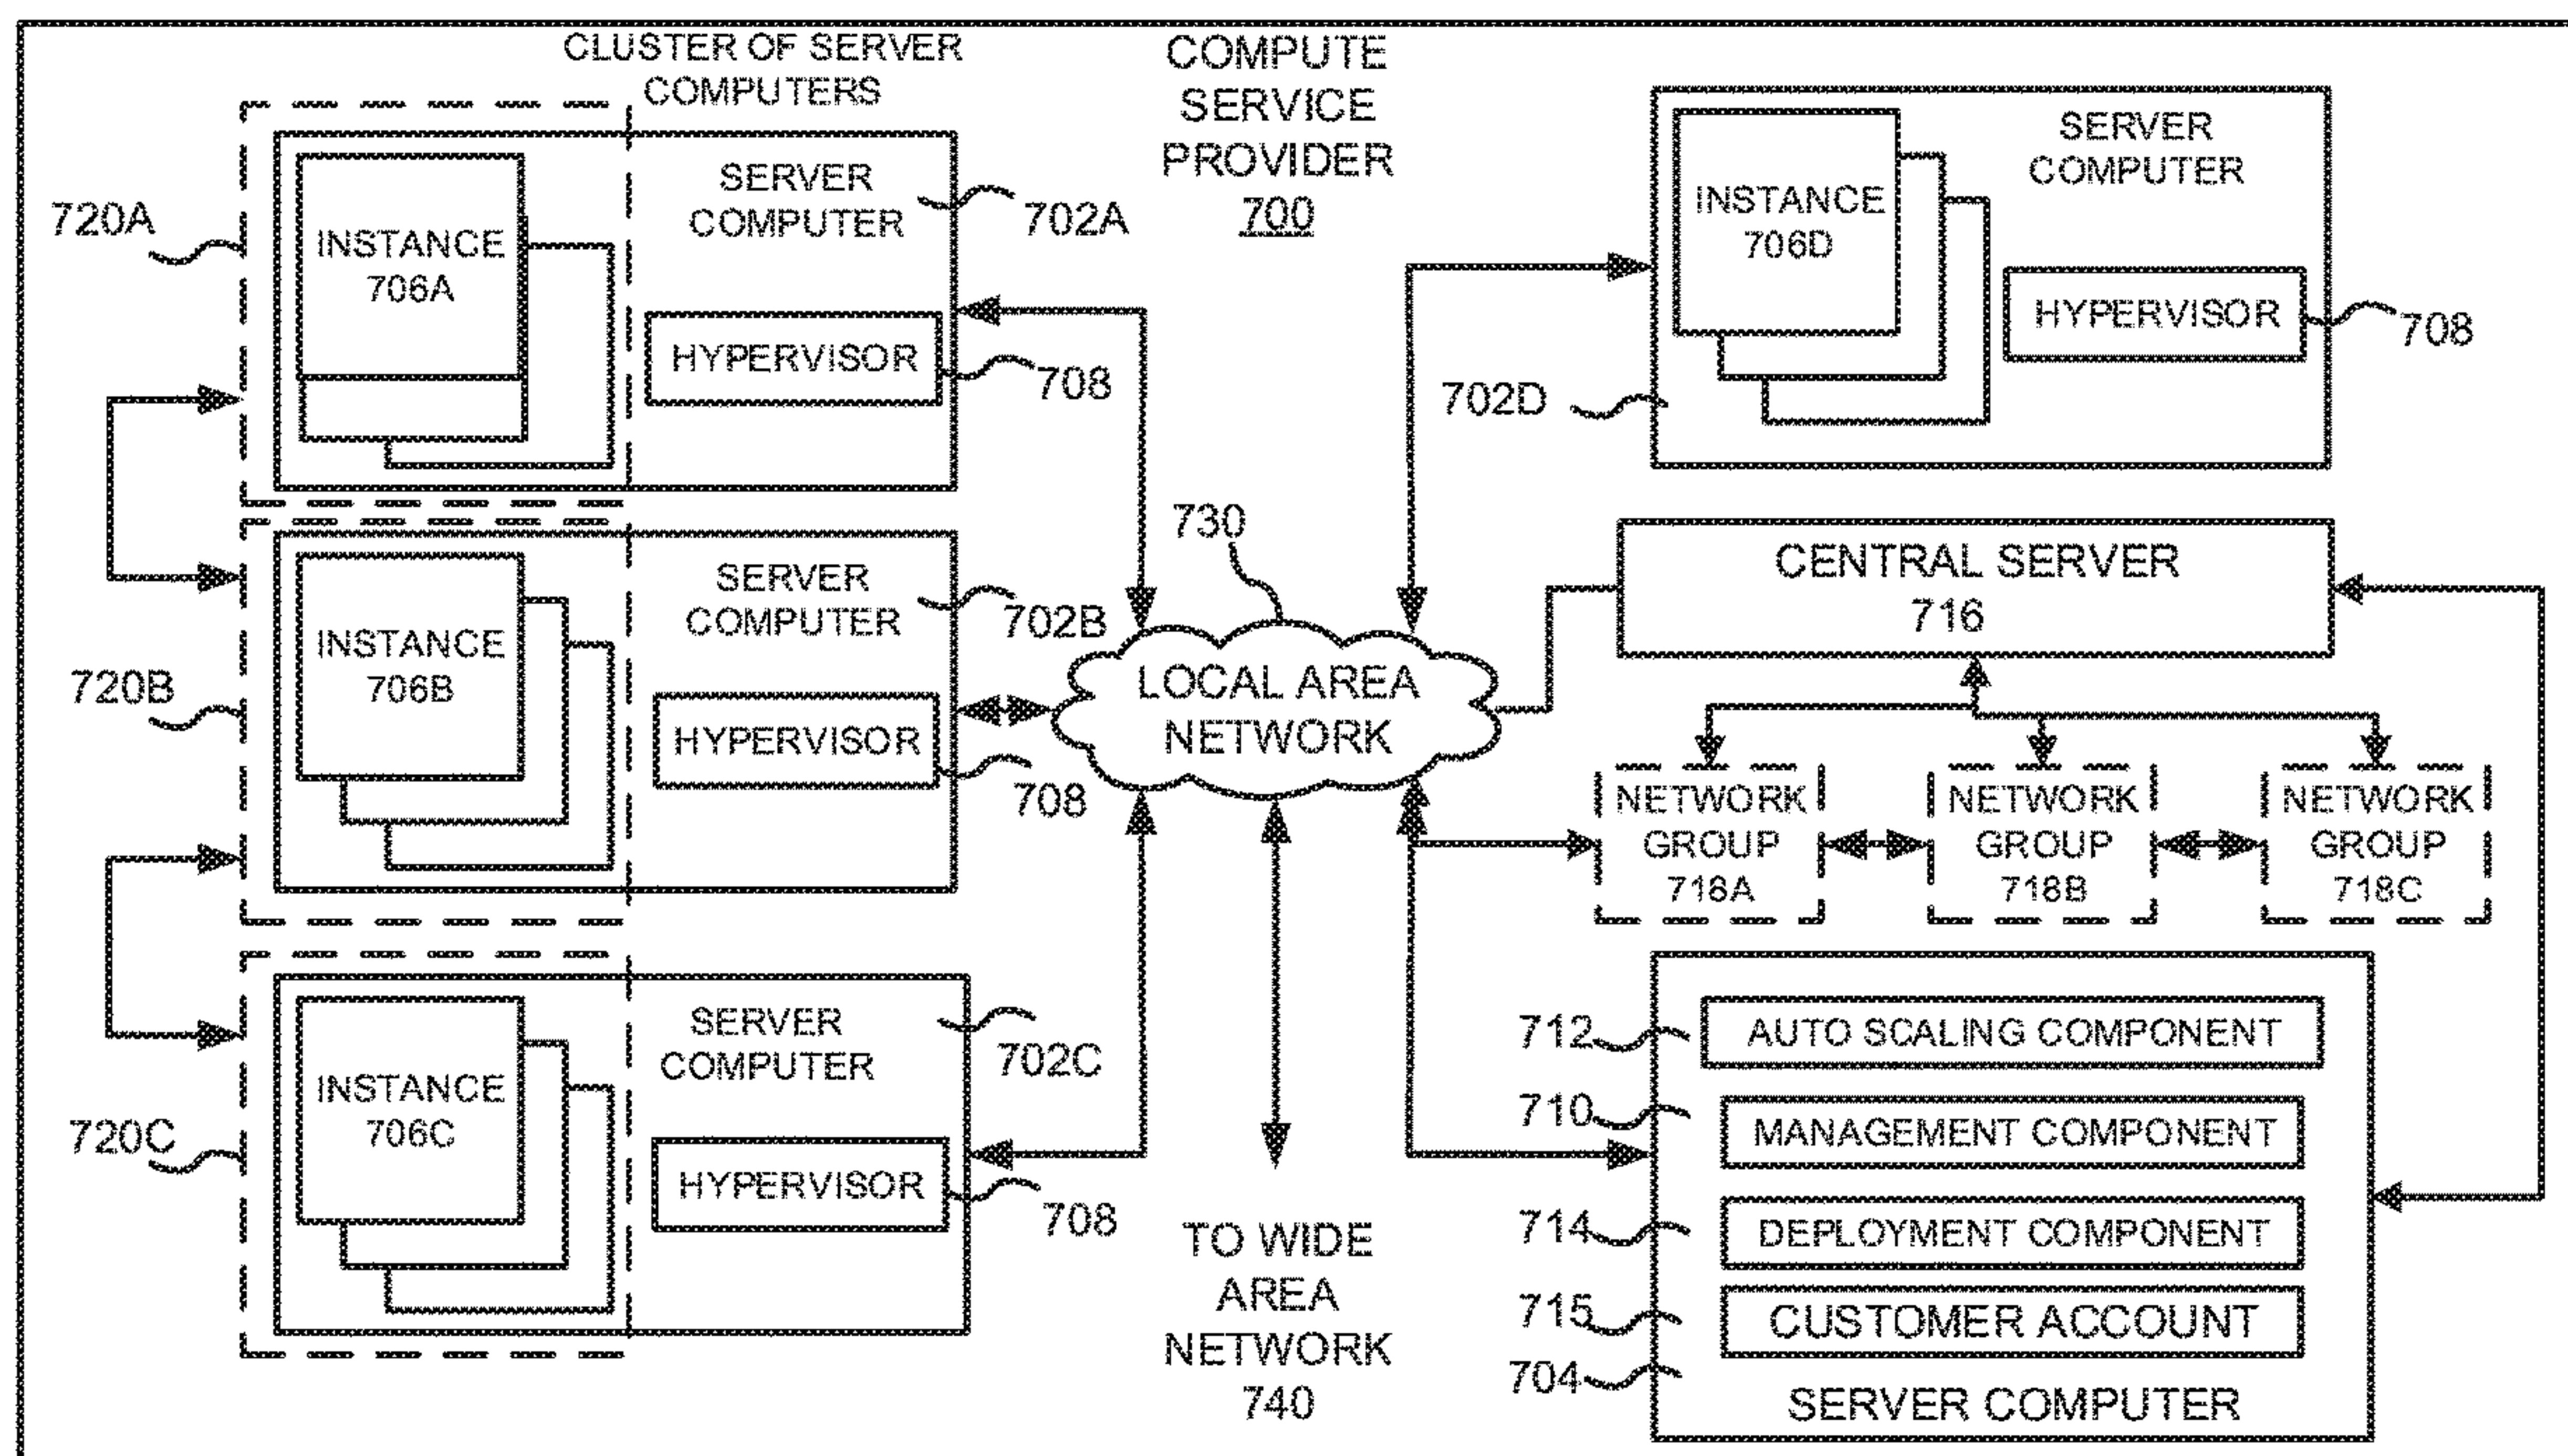 CLUSTER OF SERVER
COMPUTERS
COMPUTE
SERVICE
PROVIDER
700
720A
INSTANCE
706A
SERVER
COMPUTER
702A
HYPERVISOR
708
INSTANCE
706D
SERVER
COMPUTER
HYPERVISOR
708
702D
720B
INSTANCE
706B
SERVER
COMPUTER
702B
HYPERVISOR
708
730
LOCAL AREA
NETWORK
CENTRAL SERVER
716
NETWORK
GROUP
718A
NETWORK
GROUP
718B
NETWORK
GROUP
718C
720C
INSTANCE
706C
SERVER
COMPUTER
702C
HYPERVISOR
708
TO WIDE
AREA
NETWORK
740
712
AUTO SCALING COMPONENT
710
MANAGEMENT COMPONENT
714
DEPLOYMENT COMPONENT
715
CUSTOMER ACCOUNT
704
SERVER COMPUTER